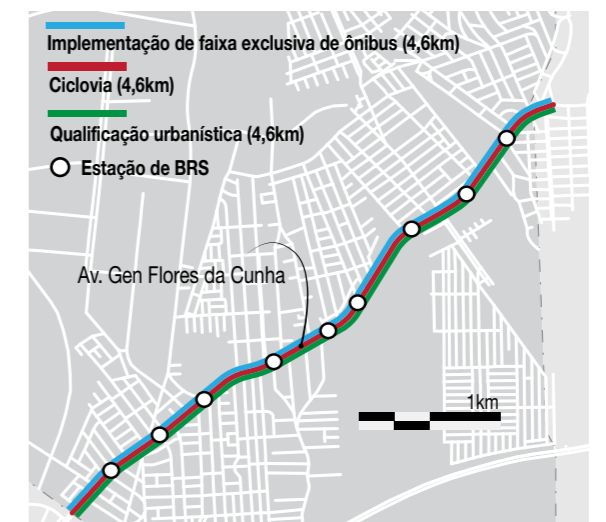 Implementação de faixa exclusiva de ônibus (4,6km)
Ciclovia (4,6km)
Qualificação urbanística (4,6km)
Estação de BRS
Av. Gen Flores da Cunha
1km